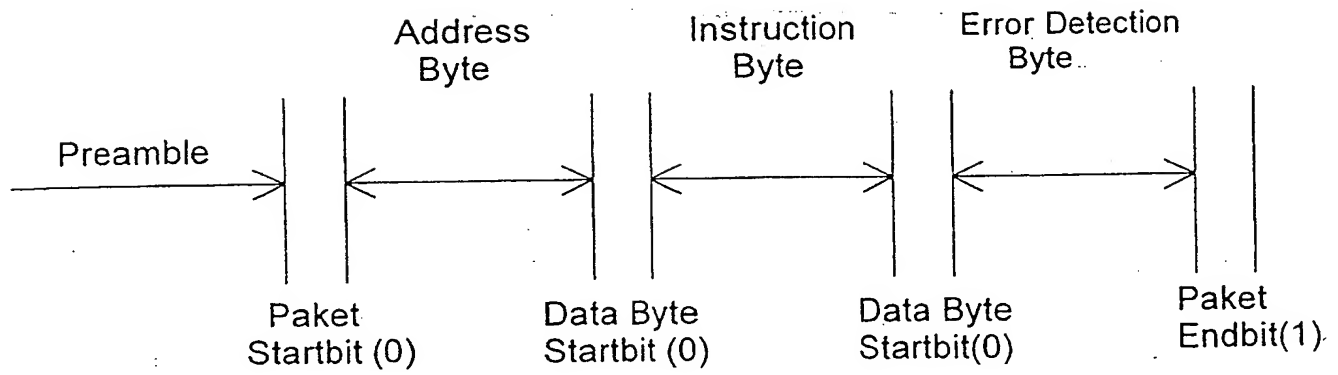 Address
Byte
Instruction
Byte
Error Detection
Byte
Preamble
Paket
Startbit (0)
Data Byte
Startbit (0)
Data Byte
Startbit(0)
Paket
Endbit(1)